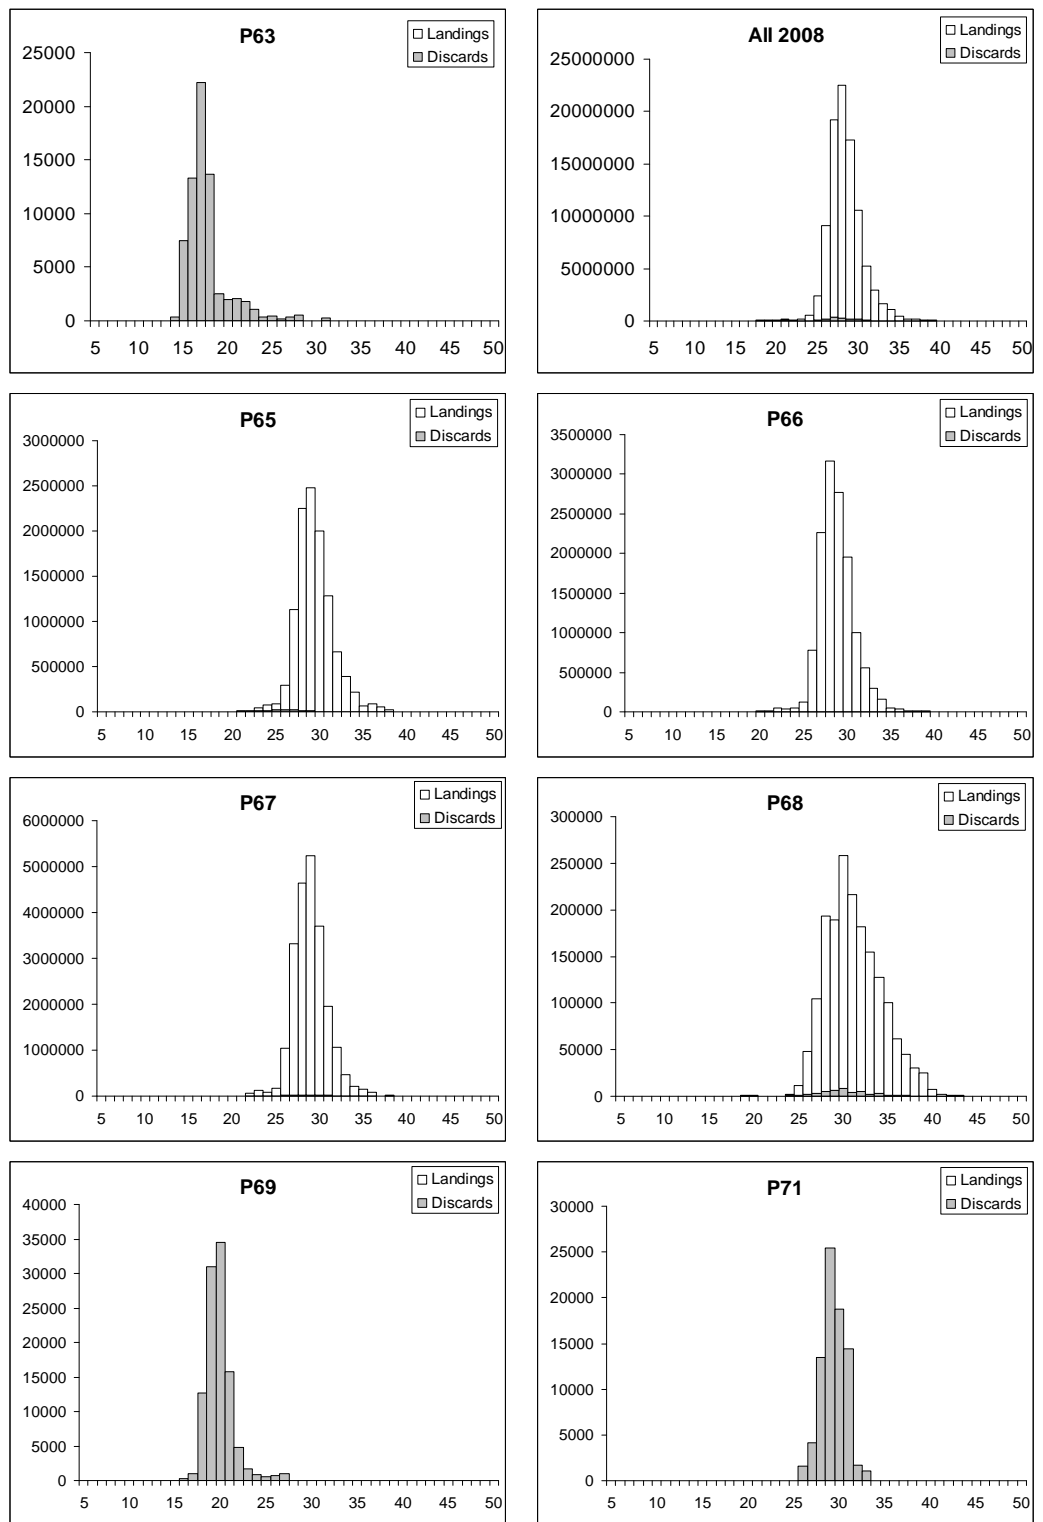 P63
Landings
Discards
25000
20000
15000
10000
5000
0
5 10 15 20 25 30 35 40 45 50
All 2008
Landings
Discards
25000000
20000000
15000000
10000000
5000000
0
5 10 15 20 25 30 35 40 45 50
P65
Landings
Discards
3000000
2500000
2000000
1500000
1000000
500000
0
5 10 15 20 25 30 35 40 45 50
P66
Landings
Discards
3500000
3000000
2500000
2000000
1500000
1000000
500000
0
5 10 15 20 25 30 35 40 45 50
P67
Landings
Discards
6000000
5000000
4000000
3000000
2000000
1000000
0
5 10 15 20 25 30 35 40 45 50
P68
Landings
Discards
300000
250000
200000
150000
100000
50000
0
5 10 15 20 25 30 35 40 45 50
P69
Landings
Discards
40000
35000
30000
25000
20000
15000
10000
5000
0
5 10 15 20 25 30 35 40 45 50
P71
Landings
Discards
30000
25000
20000
15000
10000
5000
0
5 10 15 20 25 30 35 40 45 50